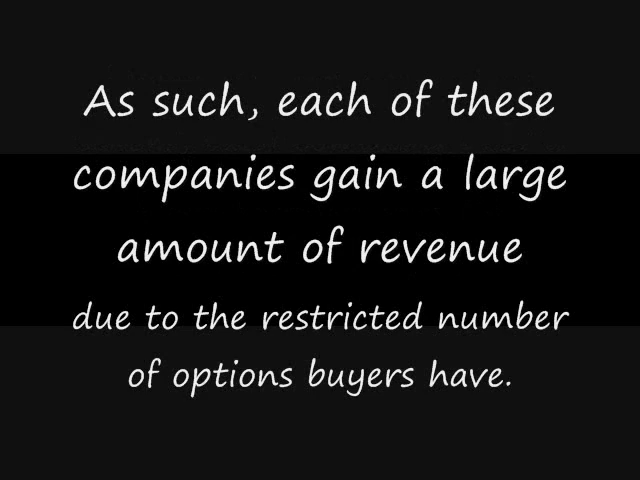 As such, each of these
companies gain a large
amount of revenue
due to the restricted number
of options buyers have.